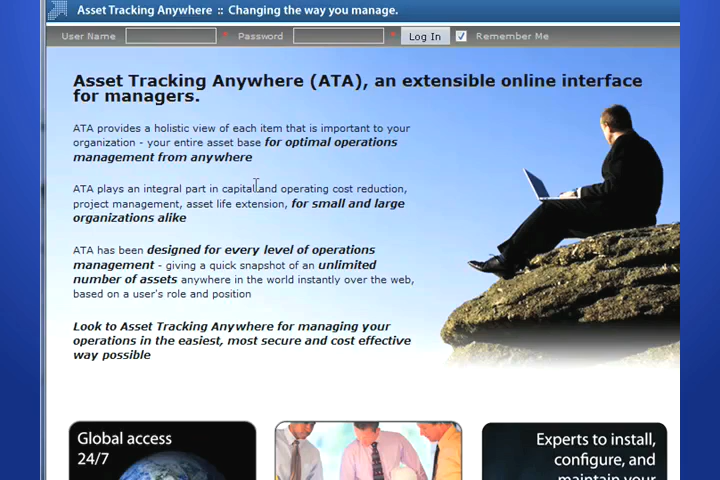 Asset Tracking Anywhere :: Changing the way you manage.
User Name * Password * Log In Remember Me
Asset Tracking Anywhere (ATA), an extensible online interface
for managers.
ATA provides a holistic view of each item that is important to your
organization - your entire asset base for optimal operations
management from anywhere
ATA plays an integral part in capital and operating cost reduction,
project management, asset life extension, for small and large
organizations alike
ATA has been designed for every level of operations
management - giving a quick snapshot of an unlimited
number of assets anywhere in the world instantly over the web,
based on a user's role and position
Look to Asset Tracking Anywhere for managing your
operations in the easiest, most secure and cost effective
way possible
Global access
24/7
Experts to install,
configure, and
maintain your